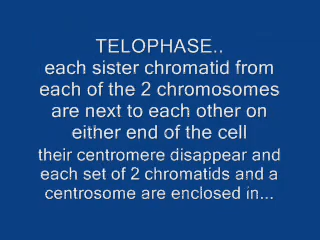 TELOPHASE..
each sister chromatid from
each of the 2 chromosomes
are next to each other on
either end of the cell
their centromere disappear and
each set of 2 chromatids and a
centrosome are enclosed in...